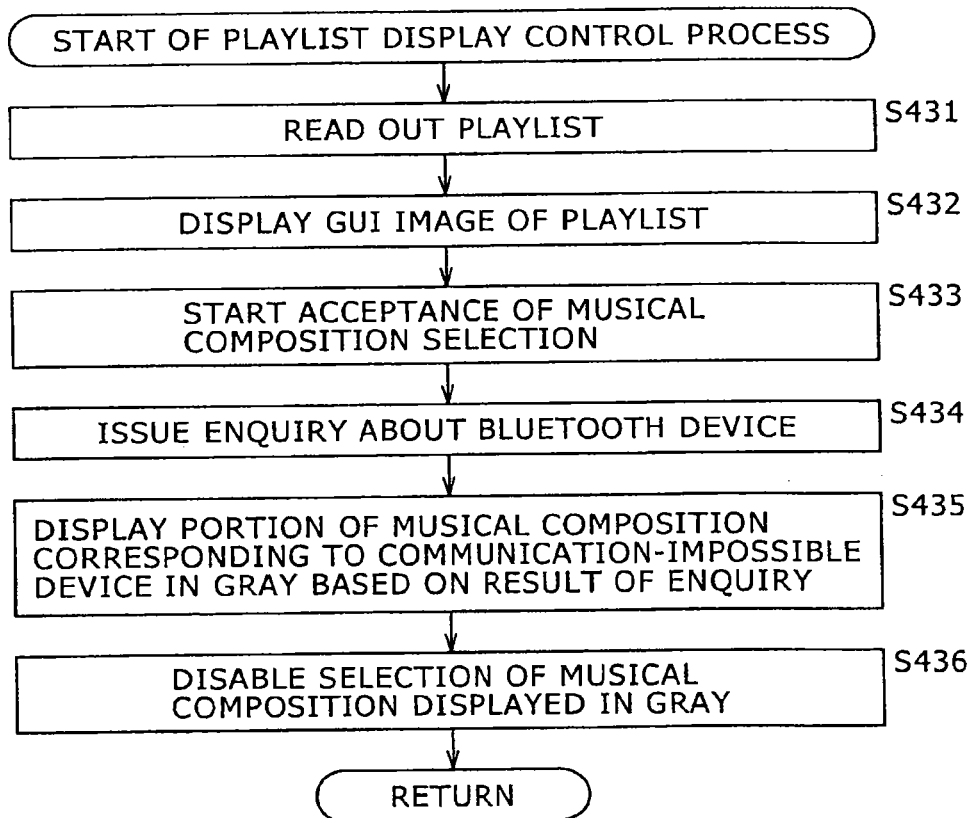 START OF PLAYLIST DISPLAY CONTROL PROCESS
S431
READ OUT PLAYLIST
S432
DISPLAY GUI IMAGE OF PLAYLIST
S433
START ACCEPTANCE OF MUSICAL
COMPOSITION SELECTION
S434
ISSUE ENQUIRY ABOUT BLUETOOTH DEVICE
S435
DISPLAY PORTION OF MUSICAL COMPOSITION
CORRESPONDING TO COMMUNICATION-IMPOSSIBLE
DEVICE IN GRAY BASED ON RESULT OF ENQUIRY
S436
DISABLE SELECTION OF MUSICAL
COMPOSITION DISPLAYED IN GRAY
RETURN